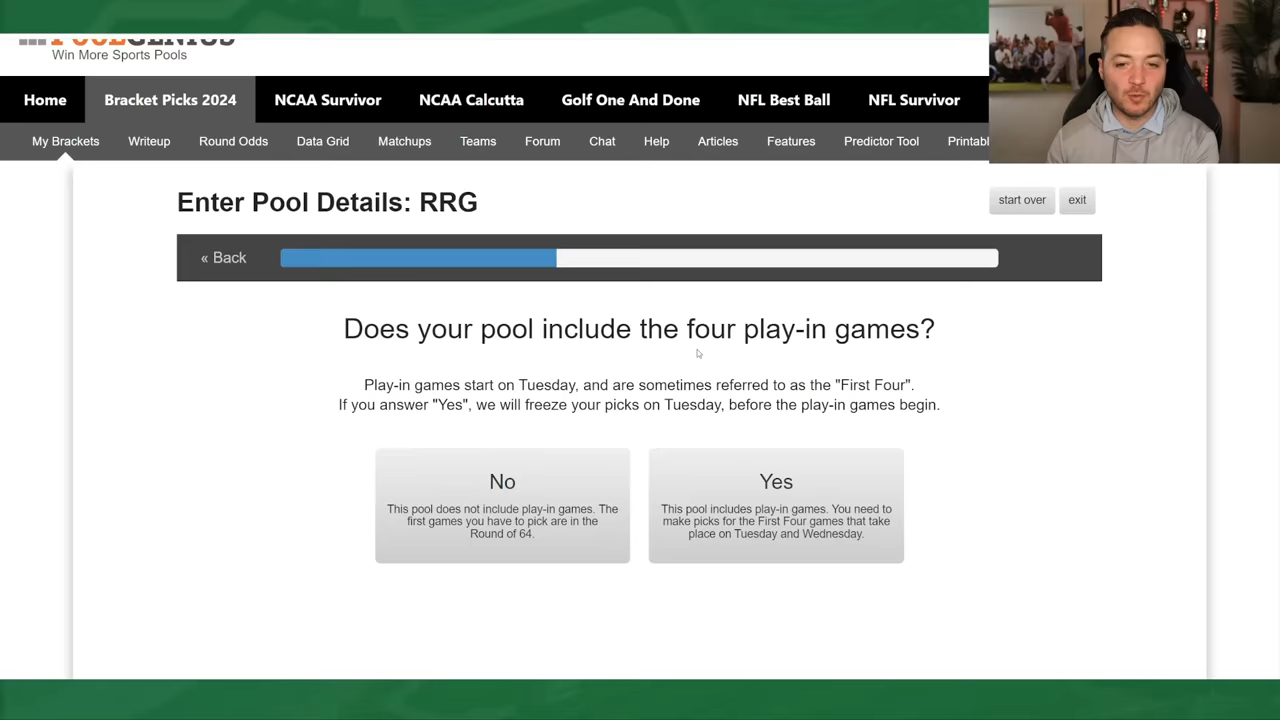 POOLGENIUS
Win More Sports Pools
Home Bracket Picks 2024 NCAA Survivor NCAA Calcutta Golf One And Done NFL Best Ball NFL Survivor
My Brackets Writeup Round Odds Data Grid Matchups Teams Forum Chat Help Articles Features Predictor Tool Printabl
Enter Pool Details: RRG
start over exit
« Back
Does your pool include the four play-in games?
Play-in games start on Tuesday, and are sometimes referred to as the "First Four".
If you answer "Yes", we will freeze your picks on Tuesday, before the play-in games begin.
No
This pool does not include play-in games. The
first games you have to pick are in the
Round of 64.
Yes
This pool includes play-in games. You need to
make picks for the First Four games that take
place on Tuesday and Wednesday.